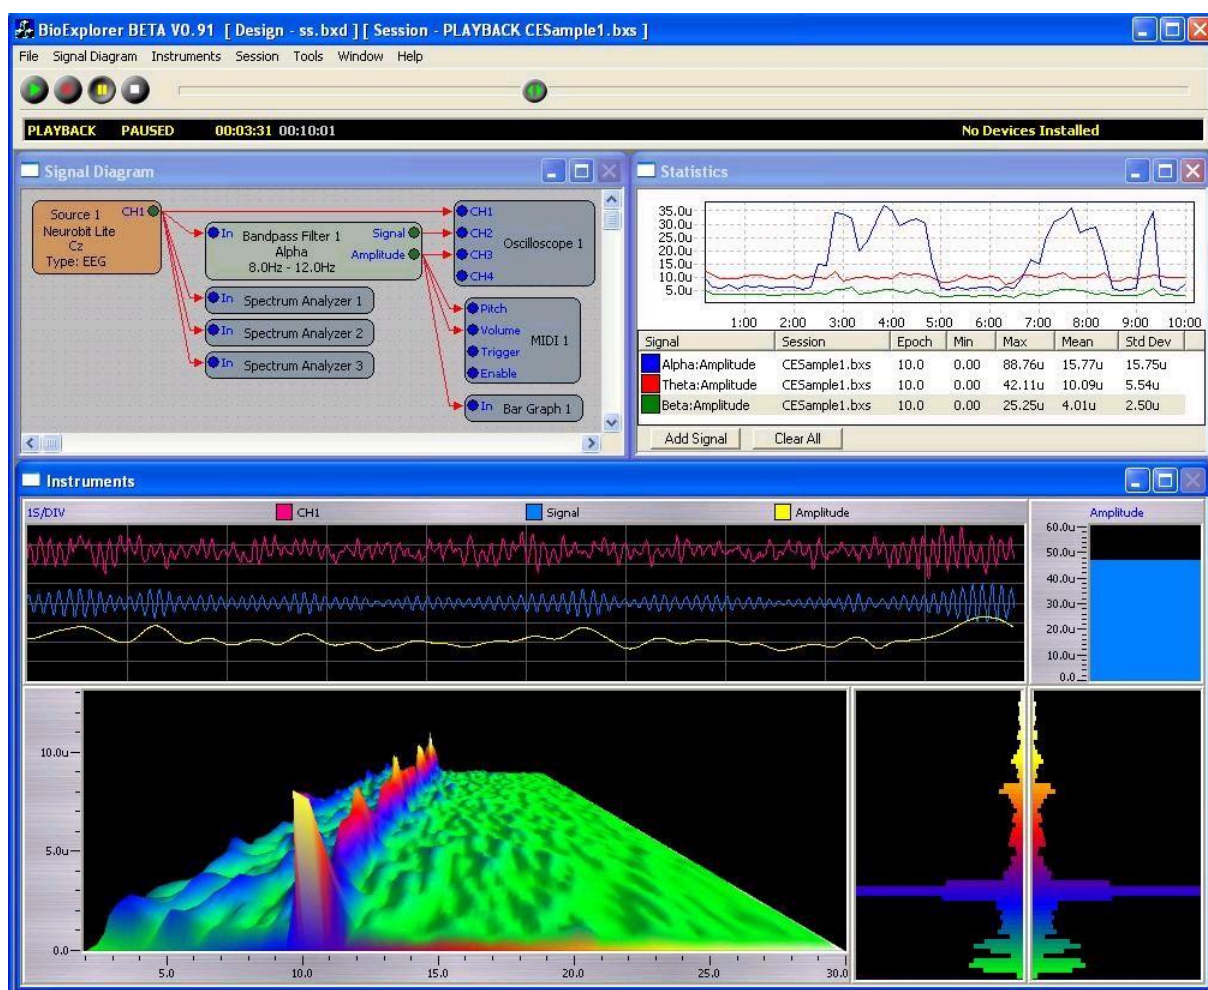 BioExplorer BETA V0.91 [ Design - ss.bxd ] [ Session - PLAYBACK CESample1.bxs ]
File Signal Diagram Instruments Session Tools Window Help
PLAYBACK PAUSED 00:03:31 00:10:01 No Devices Installed
Signal Diagram
Source 1 CH1
Neurobit Lite
Cz
Type: EEG
In Bandpass Filter 1 Signal
Alpha Amplitude
8.0Hz - 12.0Hz
In Spectrum Analyzer 1
In Spectrum Analyzer 2
In Spectrum Analyzer 3
CH1
CH2
Oscilloscope 1
CH3
CH4
Pitch
Volume
MIDI 1
Trigger
Enable
In Bar Graph 1
Statistics
35.0u
30.0u
25.0u
20.0u
15.0u
10.0u
5.0u
1:00 2:00 3:00 4:00 5:00 6:00 7:00 8:00 9:00 10:00
Signal Session Epoch Min Max Mean Std Dev
Alpha:Amplitude CESample1.bxs 10.0 0.00 88.76u 15.77u 15.75u
Theta:Amplitude CESample1.bxs 10.0 0.00 42.11u 10.09u 5.54u
Beta:Amplitude CESample1.bxs 10.0 0.00 25.25u 4.01u 2.50u
Add Signal Clear All
Instruments
1S/DIV CH1 Signal Amplitude
Amplitude
60.0u
50.0u
40.0u
30.0u
20.0u
10.0u
0.0
10.0u
5.0u
0.0
5.0 10.0 15.0 20.0 25.0 30.0